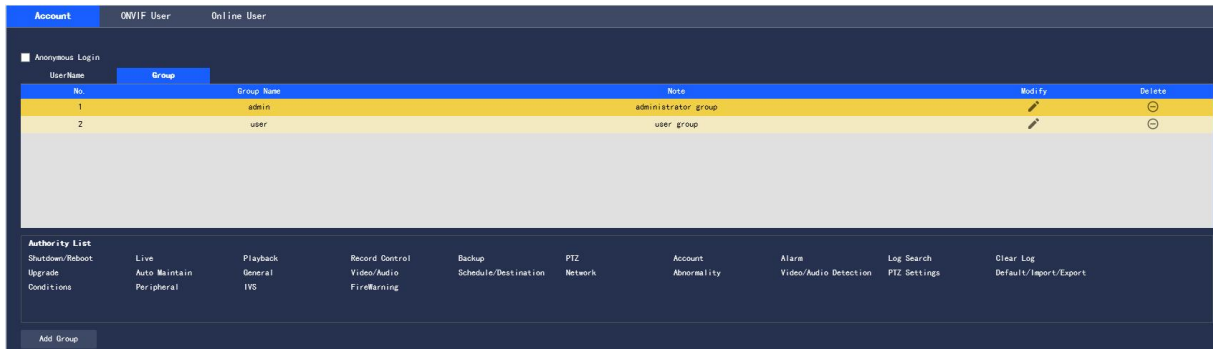 Account ONVIF User Online User
Anonymous Login
UserName Group
No. Group Name Note Modify Delete
1 admin administrator group
2 user user group
Authority List
Shutdown/Reboot Live Playback Record Control Backup PTZ Account Alarm Log Search Clear Log
Upgrade Auto Maintain General Video/Audio Schedule/Destination Network Abnormality Video/Audio Detection PTZ Settings Default/Import/Export
Conditions Peripheral IVS FireWarning
Add Group